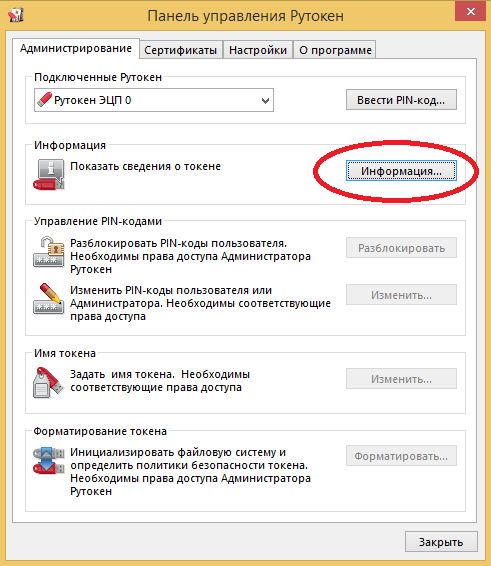 Панель управления Рутокен
Администрирование Сертификаты Настройки О программе
Подключенные Рутокен
Рутокен ЭЦП 0 Ввести PIN-код...
Информация
Показать сведения о токене Информация...
Управление PIN-кодами
Разблокировать PIN-коды пользователя.
Необходимы права доступа Администратора
Рутокен
Разблокировать
Изменить PIN-коды пользователя или
Администратора. Необходимы соответствующие
права доступа
Изменить...
Имя токена
Задать имя токена. Необходимы
соответствующие права доступа
Изменить...
Форматирование токена
Инициализировать файловую систему и
определить политики безопасности токена.
Необходимы права доступа Администратора
Рутокен
Форматировать...
Закрыть